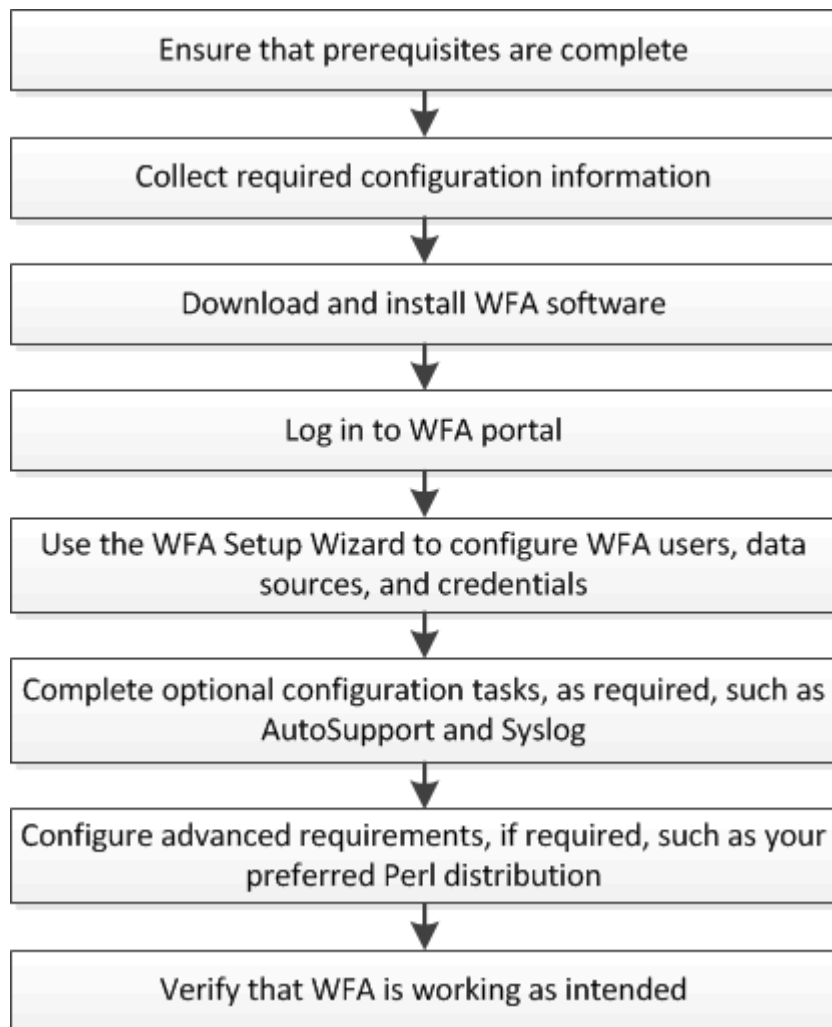 Ensure that prerequisites are complete
Collect required configuration information
Download and install WFA software
Log in to WFA portal
Use the WFA Setup Wizard to configure WFA users, data
sources, and credentials
Complete optional configuration tasks, as required, such as
AutoSupport and Syslog
Configure advanced requirements, if required, such as your
preferred Perl distribution
Verify that WFA is working as intended